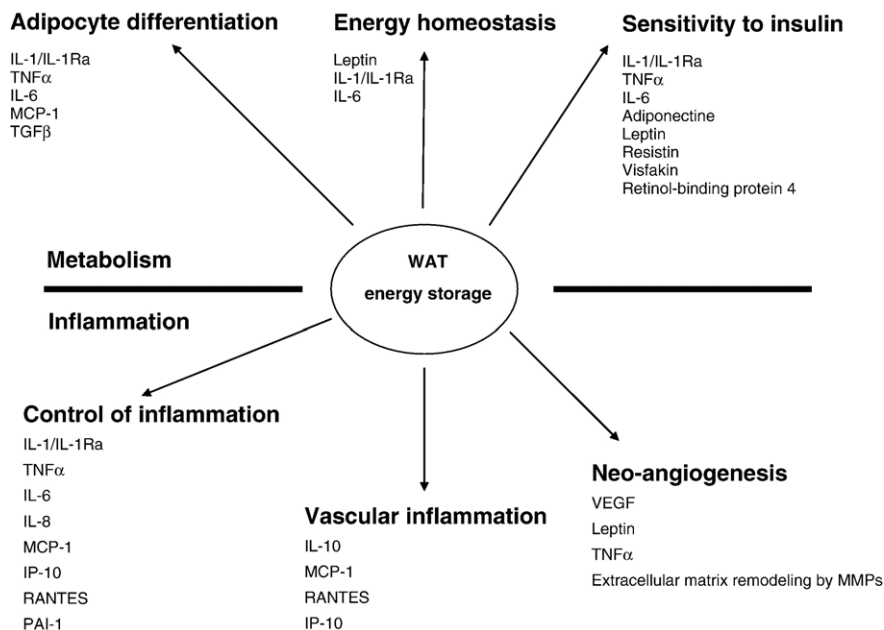 Adipocyte differentiation
IL-1/IL-1Ra
TNFα
IL-6
MCP-1
TGFβ
Energy homeostasis
Leptin
IL-1/IL-1Ra
IL-6
Sensitivity to insulin
IL-1/IL-1Ra
TNFα
IL-6
Adiponectine
Leptin
Resistin
Visfakin
Retinol-binding protein 4
Metabolism
WAT
energy storage
Inflammation
Control of inflammation
IL-1/IL-1Ra
TNFα
IL-6
IL-8
MCP-1
IP-10
RANTES
PAI-1
Vascular inflammation
IL-10
MCP-1
RANTES
IP-10
Neo-angiogenesis
VEGF
Leptin
TNFα
Extracellular matrix remodeling by MMPs